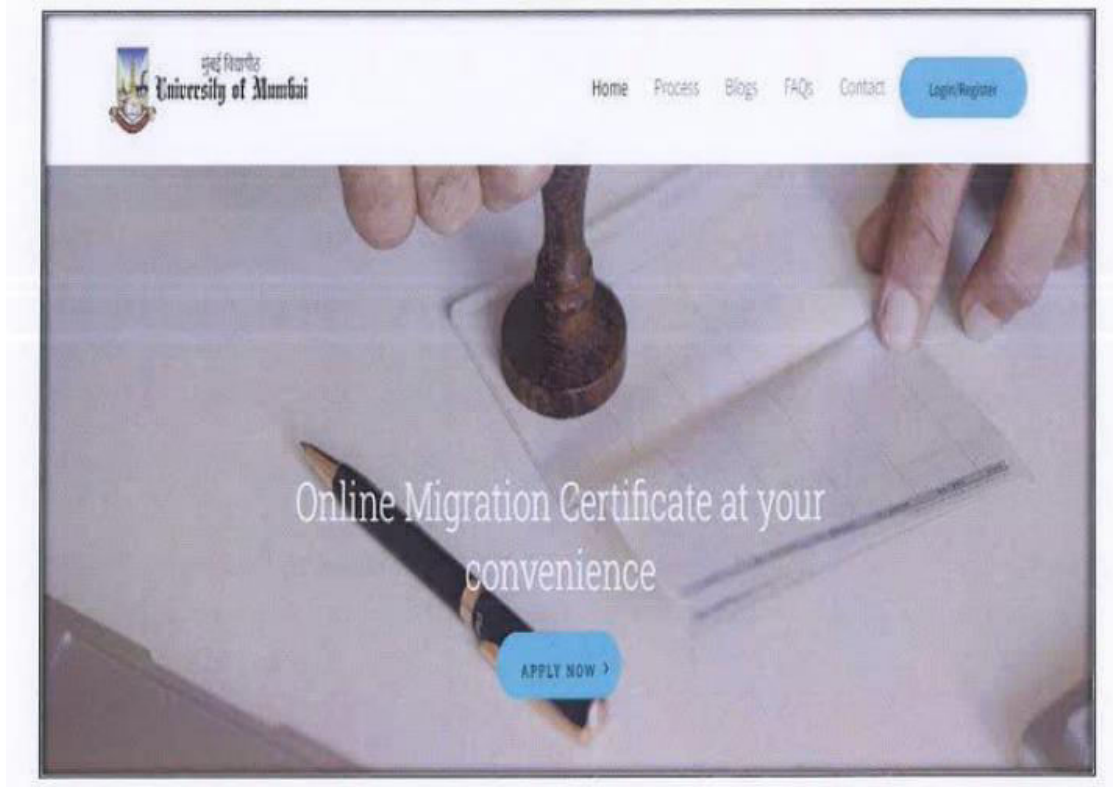 मुंबई विद्यापीठ
University of Mumbai
Home Process Blogs FAQs Contact Login/Register
Online Migration Certificate at your
convenience
APPLY NOW >